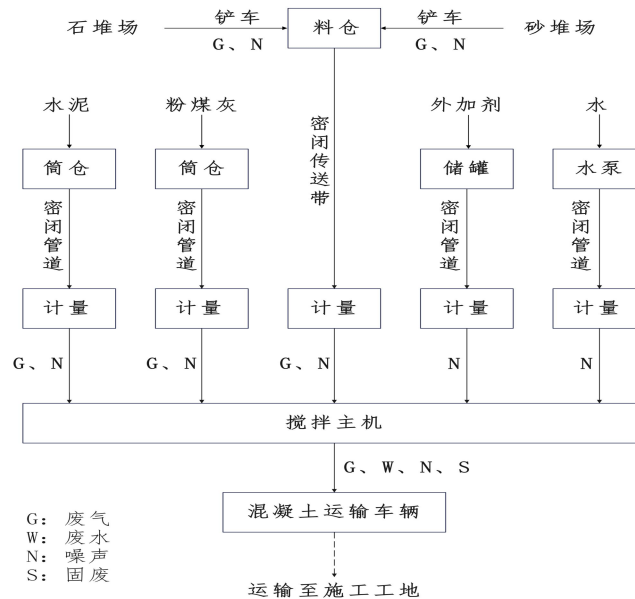 石堆场
铲车
G、N
料仓
铲车
G、N
砂堆场
水泥
粉煤灰
密闭传送带
外加剂
水
筒仓
筒仓
储罐
水泵
密闭管道
密闭管道
密闭管道
密闭管道
计量
计量
计量
计量
计量
G、N
G、N
G、N
N
N
搅拌主机
G、W、N、S
混凝土运输车辆
运输至施工工地
G：废气
W：废水
N：噪声
S：固废